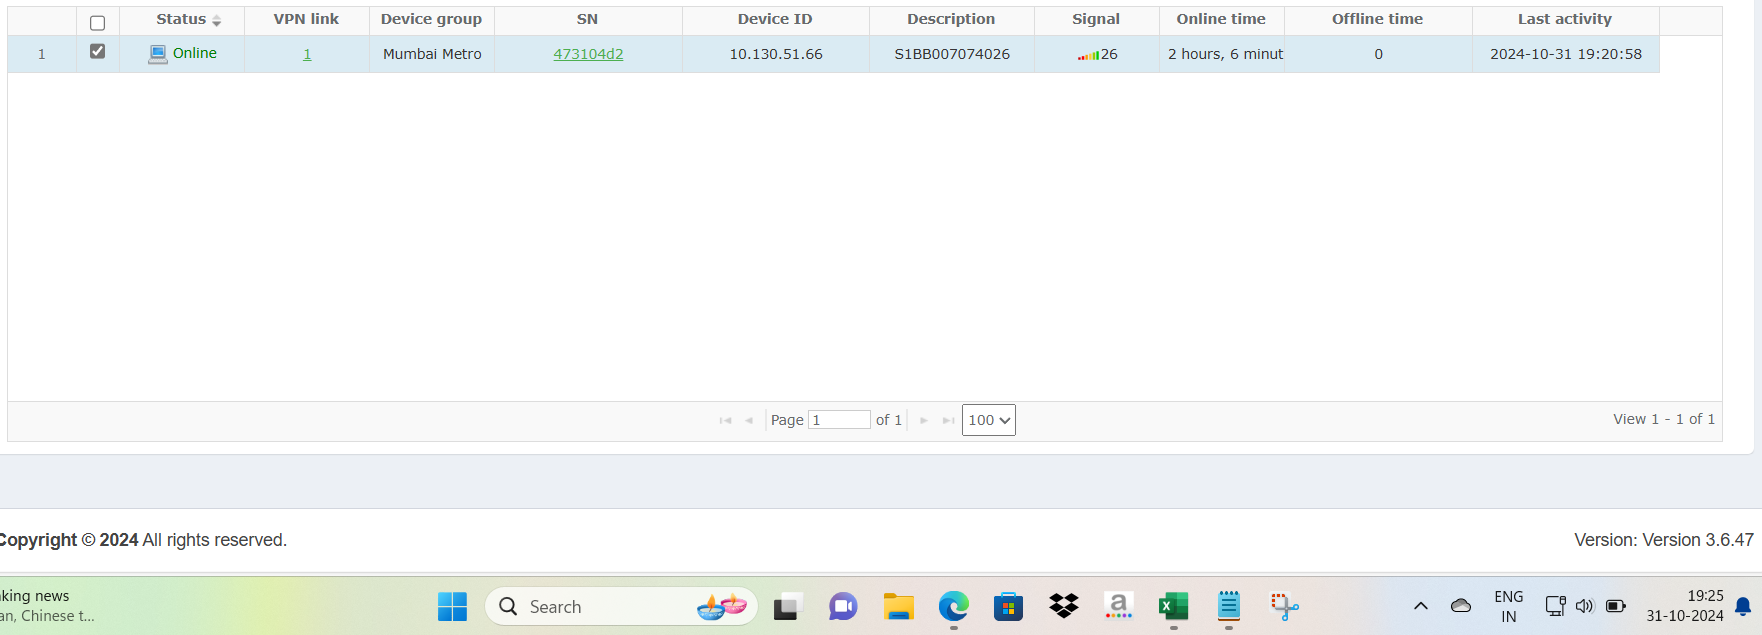 Status VPN link Device group SN Device ID Description Signal Online time Offline time Last activity
1 Online 1 Mumbai Metro 473104d2 10.130.51.66 S1BB007074026 26 2 hours, 6 minut 0 2024-10-31 19:20:58
Page 1 of 1 100 View 1 - 1 of 1
Copyright © 2024 All rights reserved. Version: Version 3.6.47
king news
an, Chinese t...
Search
a
X
ENG
IN
19:25
31-10-2024